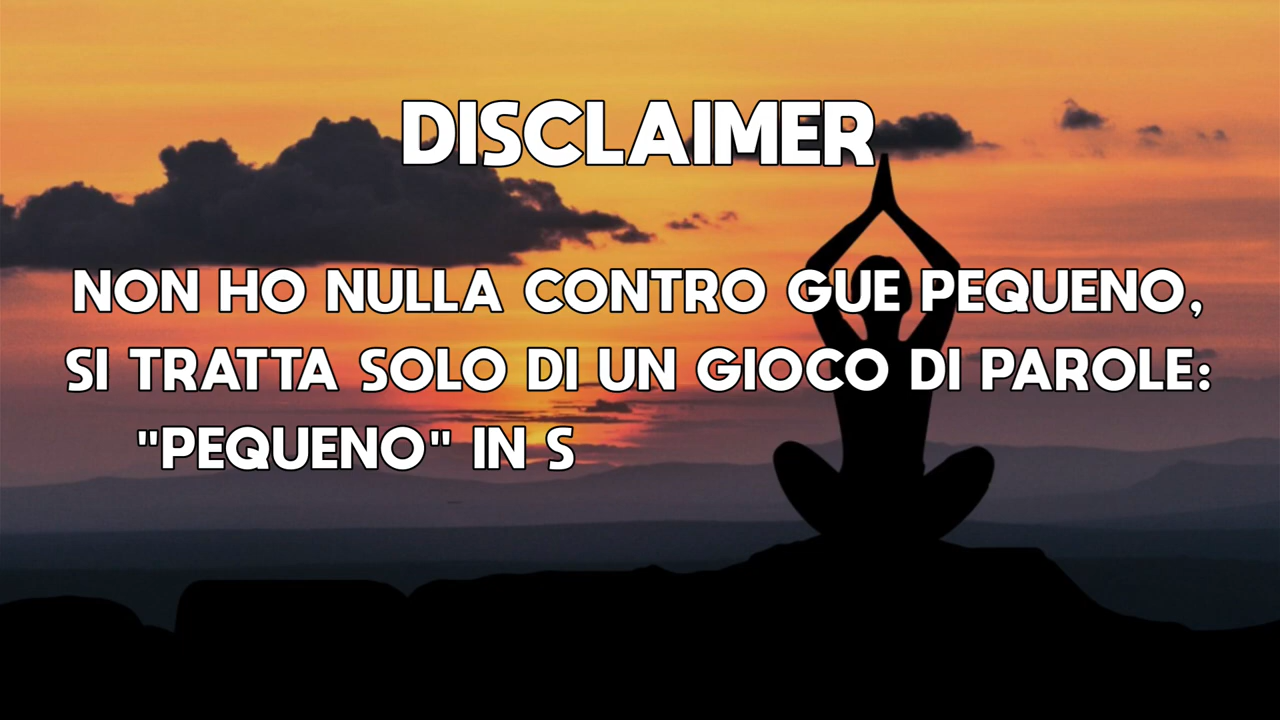 DISCLAIMER
NON HO NULLA CONTRO GUE PEQUENO,
SI TRATTA SOLO DI UN GIOCO DI PAROLE:
"PEQUENO" IN S